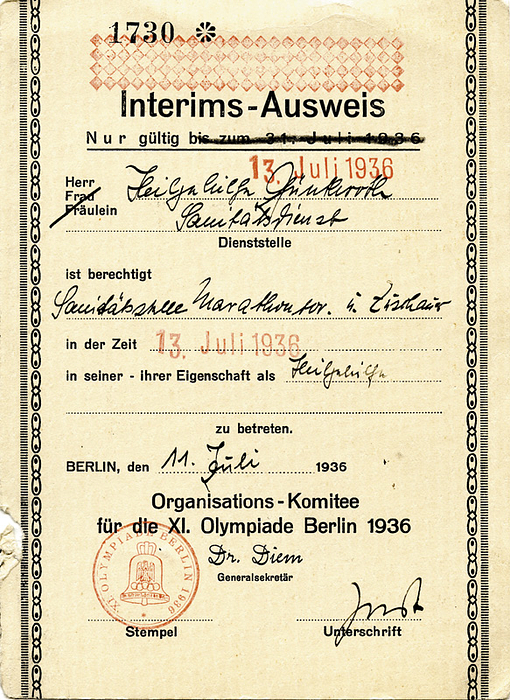 1730 *
Interims-Ausweis
Nur gültig bis zum 31. Juli 1936
13. Juli 1936
Herr Heilgehilfe
Frau
Fräulein
Sanitätsdienst
Dienststelle
ist berechtigt
Sanitätsstelle Marathontor. u.
in der Zeit 13. Juli 1936
in seiner - ihrer Eigenschaft als Heilgehilfe
zu betreten.
BERLIN, den 11. Juli 1936
Organisations-Komitee
für die XI. Olympiade Berlin 1936
Dr. Diem
Generalsekretär
XI. OLYMPIADE BERLIN 1936
Stempel Unterschrift